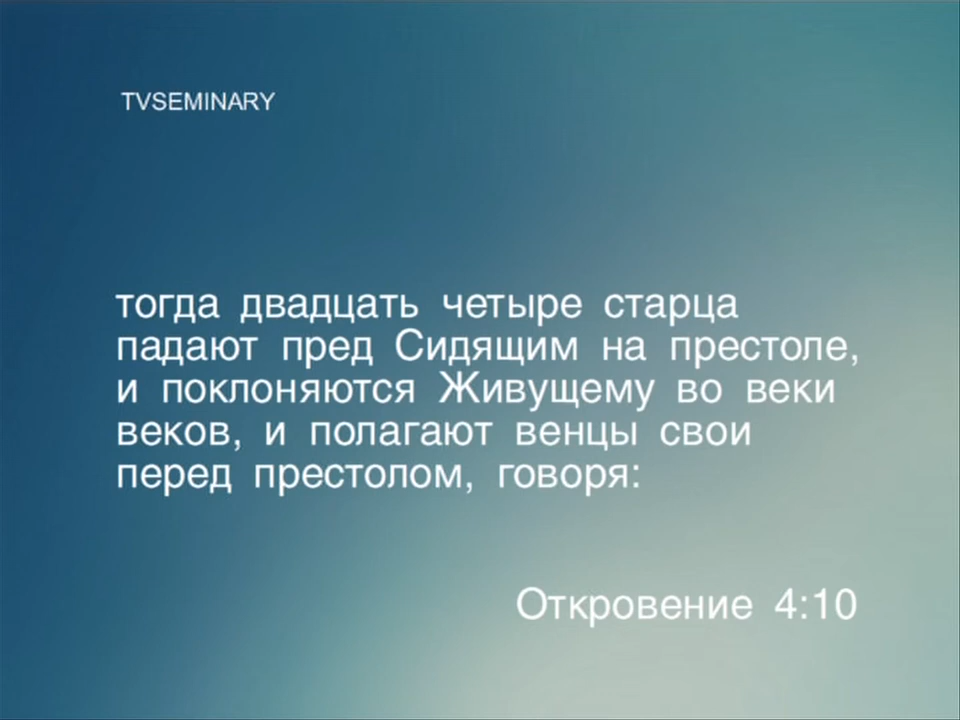 TVSEMINARY
тогда двадцать четыре старца
падают пред Сидящим на престоле,
и поклоняются Живущему во веки
веков, и полагают венцы свои
перед престолом, говоря:
Откровение 4:10